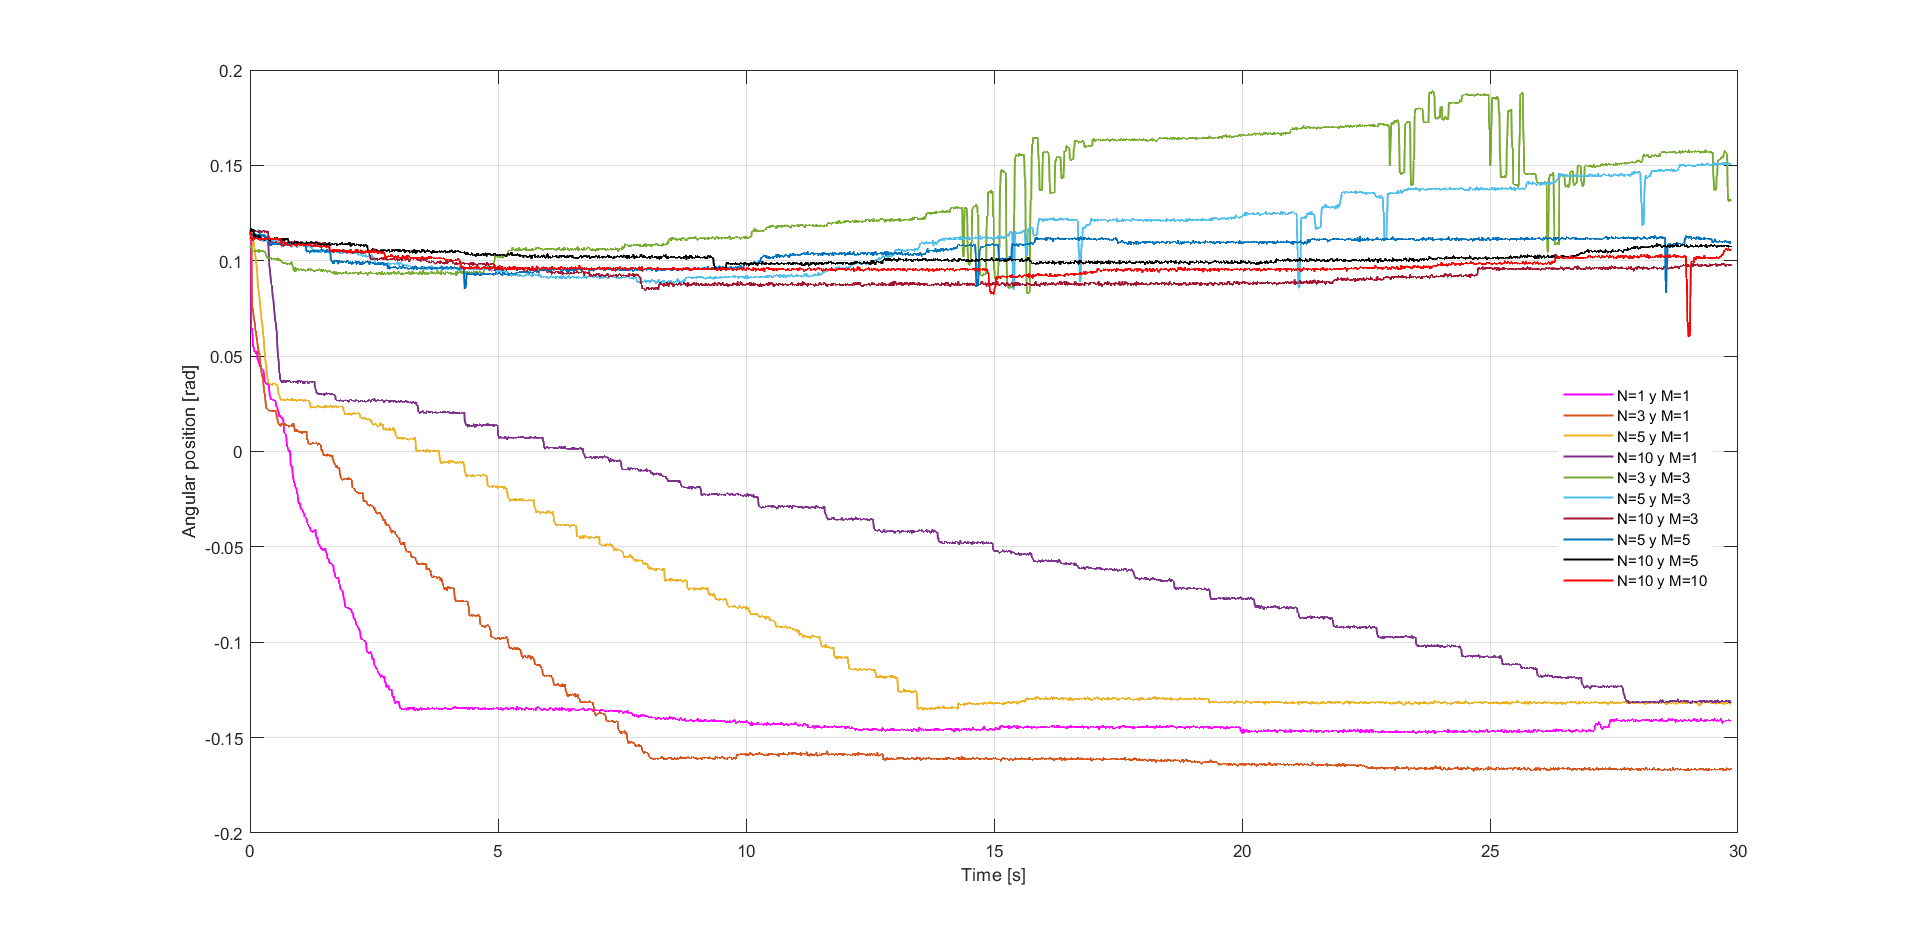 0.2
0.15
0.1
0.05
0
-0.05
-0.1
-0.15
-0.2
Angular position [rad]
N=1 y M=1
N=3 y M=1
N=5 y M=1
N=10 y M=1
N=3 y M=3
N=5 y M=3
N=10 y M=3
N=5 y M=5
N=10 y M=5
N=10 y M=10
0 5 10 15 20 25 30
Time [s]